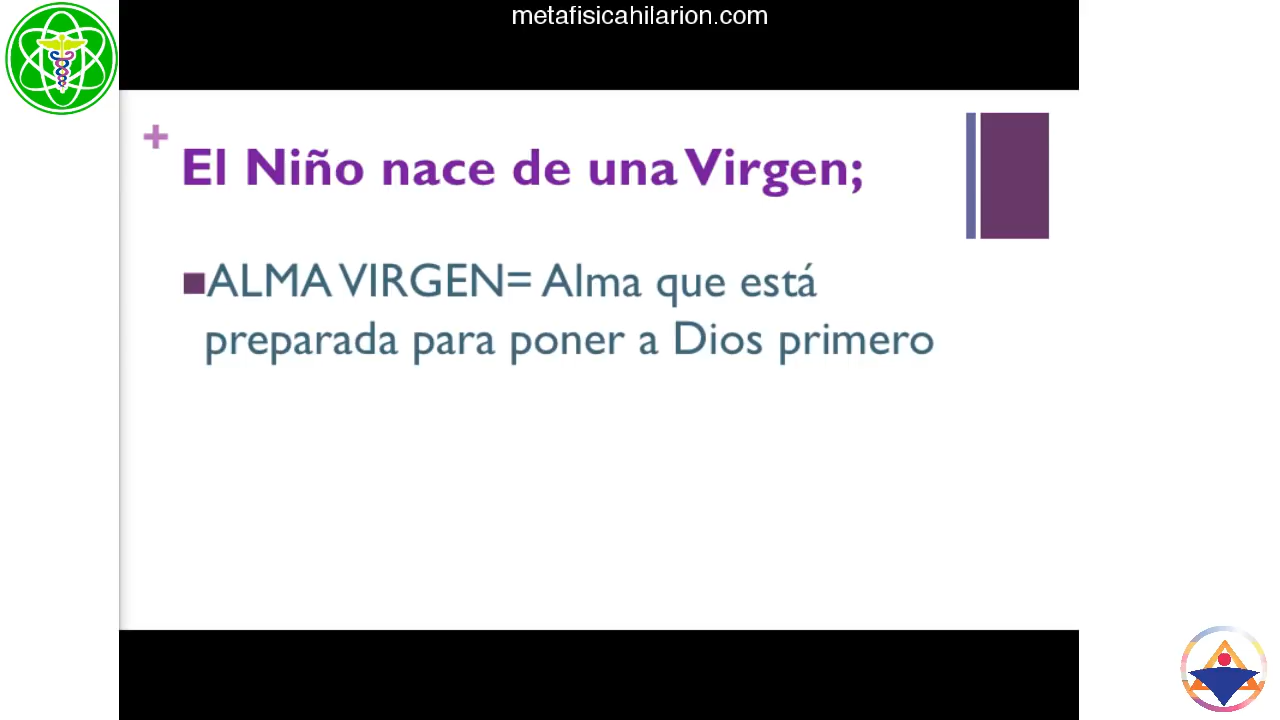 metafisicahilarion.com
+
El Niño nace de una Virgen;
ALMA VIRGEN= Alma que está
preparada para poner a Dios primero